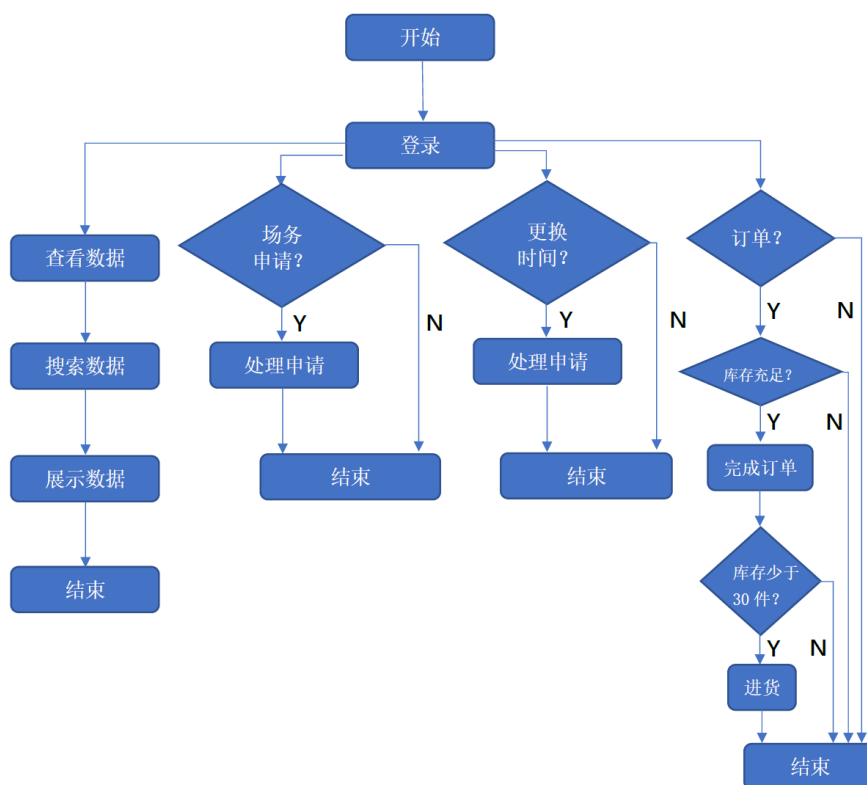 开始
登录
查看数据
搜索数据
展示数据
结束
场务
申请？
Y
N
处理申请
结束
更换
时间？
Y
N
处理申请
结束
订单？
Y
N
库存充足？
Y
N
完成订单
库存少于
30 件？
Y
N
进货
结束